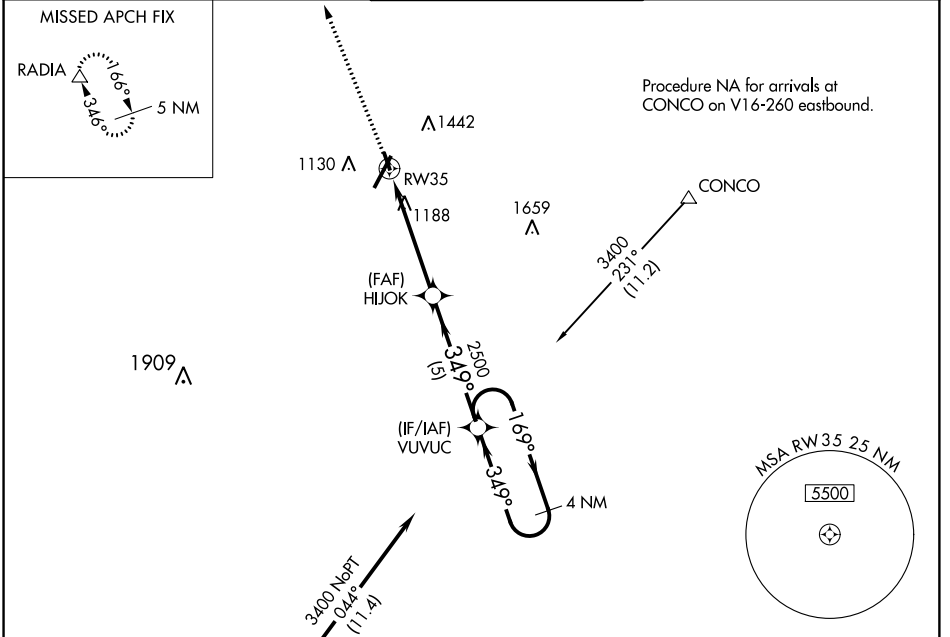 MISSED APCH FIX
RADIA
166°
346°
5 NM
Procedure NA for arrivals at
CONCO on V16-260 eastbound.
1442
1130
RW35
1188
1659
CONCO
3400
231°
(11.2)
(FAF)
HIJOK
2500
349°
(5)
1909
(IF/IAF)
VUVUC
169°
349°
4 NM
MSA RW35 25 NM
5500
3400 NoPT
044°
(11.4)